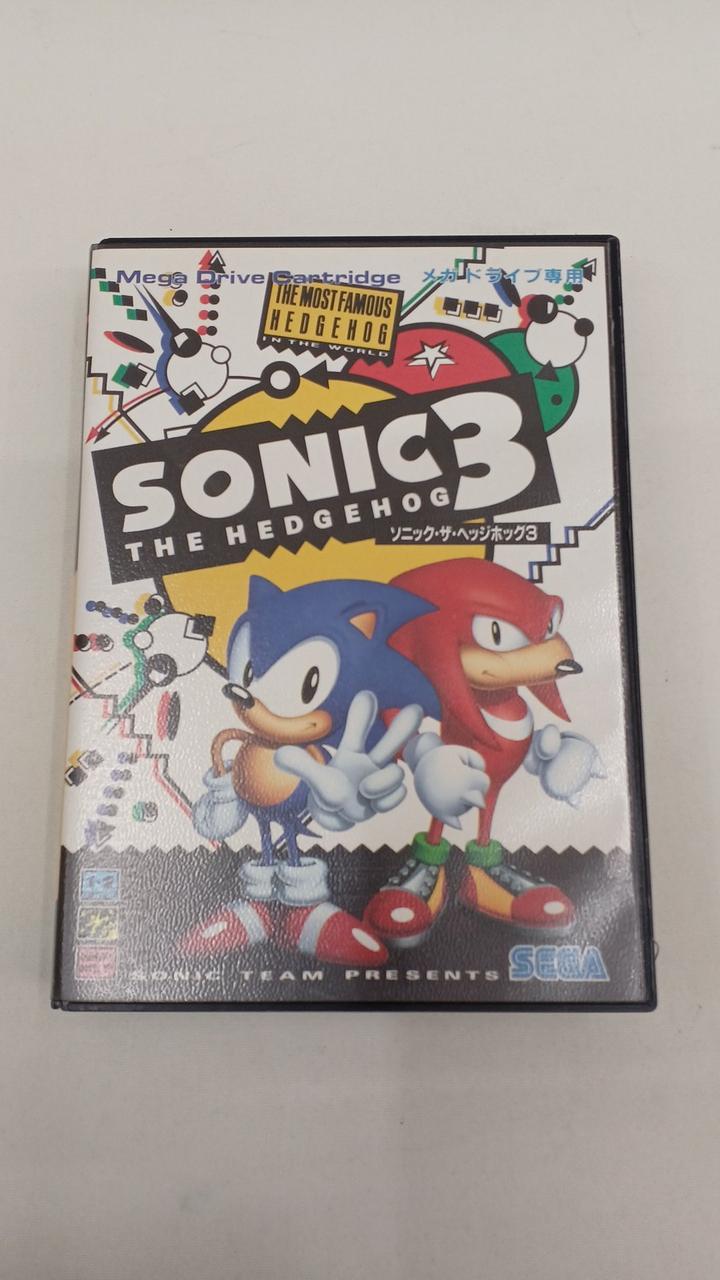 Mega Drive Cartridge メガドライブ専用
THE MOST FAMOUS
HEDGEHOG
IN THE WORLD
SONIC 3
THE HEDGEHOG
ソニック・ザ・ヘッジホッグ3
SONIC TEAM PRESENTS
SEGA